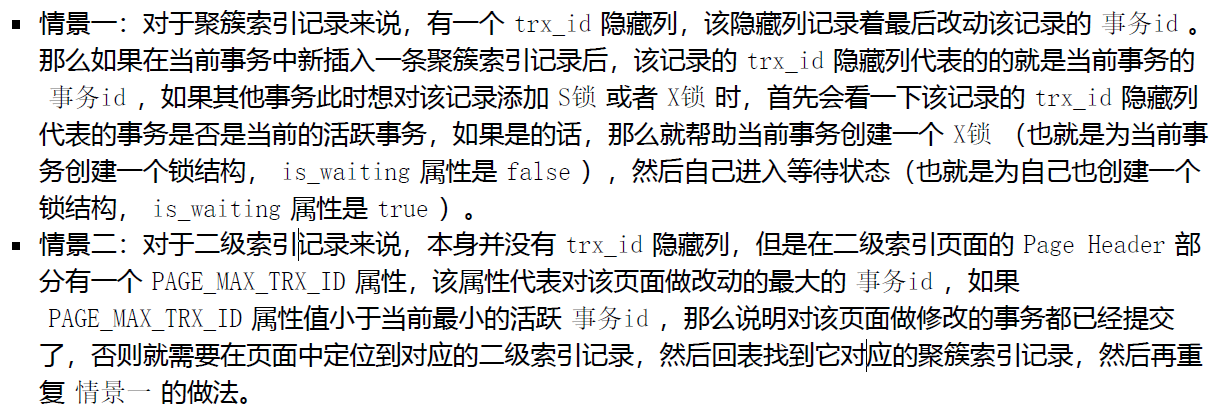 ▪ 情景一：对于聚簇索引记录来说，有一个 trx_id 隐藏列，该隐藏列记录着最后改动该记录的 事务id 。
那么如果在当前事务中新插入一条聚簇索引记录后，该记录的 trx_id 隐藏列代表的的就是当前事务的
事务id ，如果其他事务此时想对该记录添加 S锁 或者 X锁 时，首先会看一下该记录的 trx_id 隐藏列
代表的事务是否是当前的活跃事务，如果是的话，那么就帮助当前事务创建一个 X锁 （也就是为当前事
务创建一个锁结构， is_waiting 属性是 false ），然后自己进入等待状态（也就是为自己也创建一个
锁结构， is_waiting 属性是 true ）。
▪ 情景二：对于二级索引记录来说，本身并没有 trx_id 隐藏列，但是在二级索引页面的 Page Header 部
分有一个 PAGE_MAX_TRX_ID 属性，该属性代表对该页面做改动的最大的 事务id ，如果
PAGE_MAX_TRX_ID 属性值小于当前最小的活跃 事务id ，那么说明对该页面做修改的事务都已经提交
了，否则就需要在页面中定位到对应的二级索引记录，然后回表找到它对应的聚簇索引记录，然后再重
复 情景一 的做法。